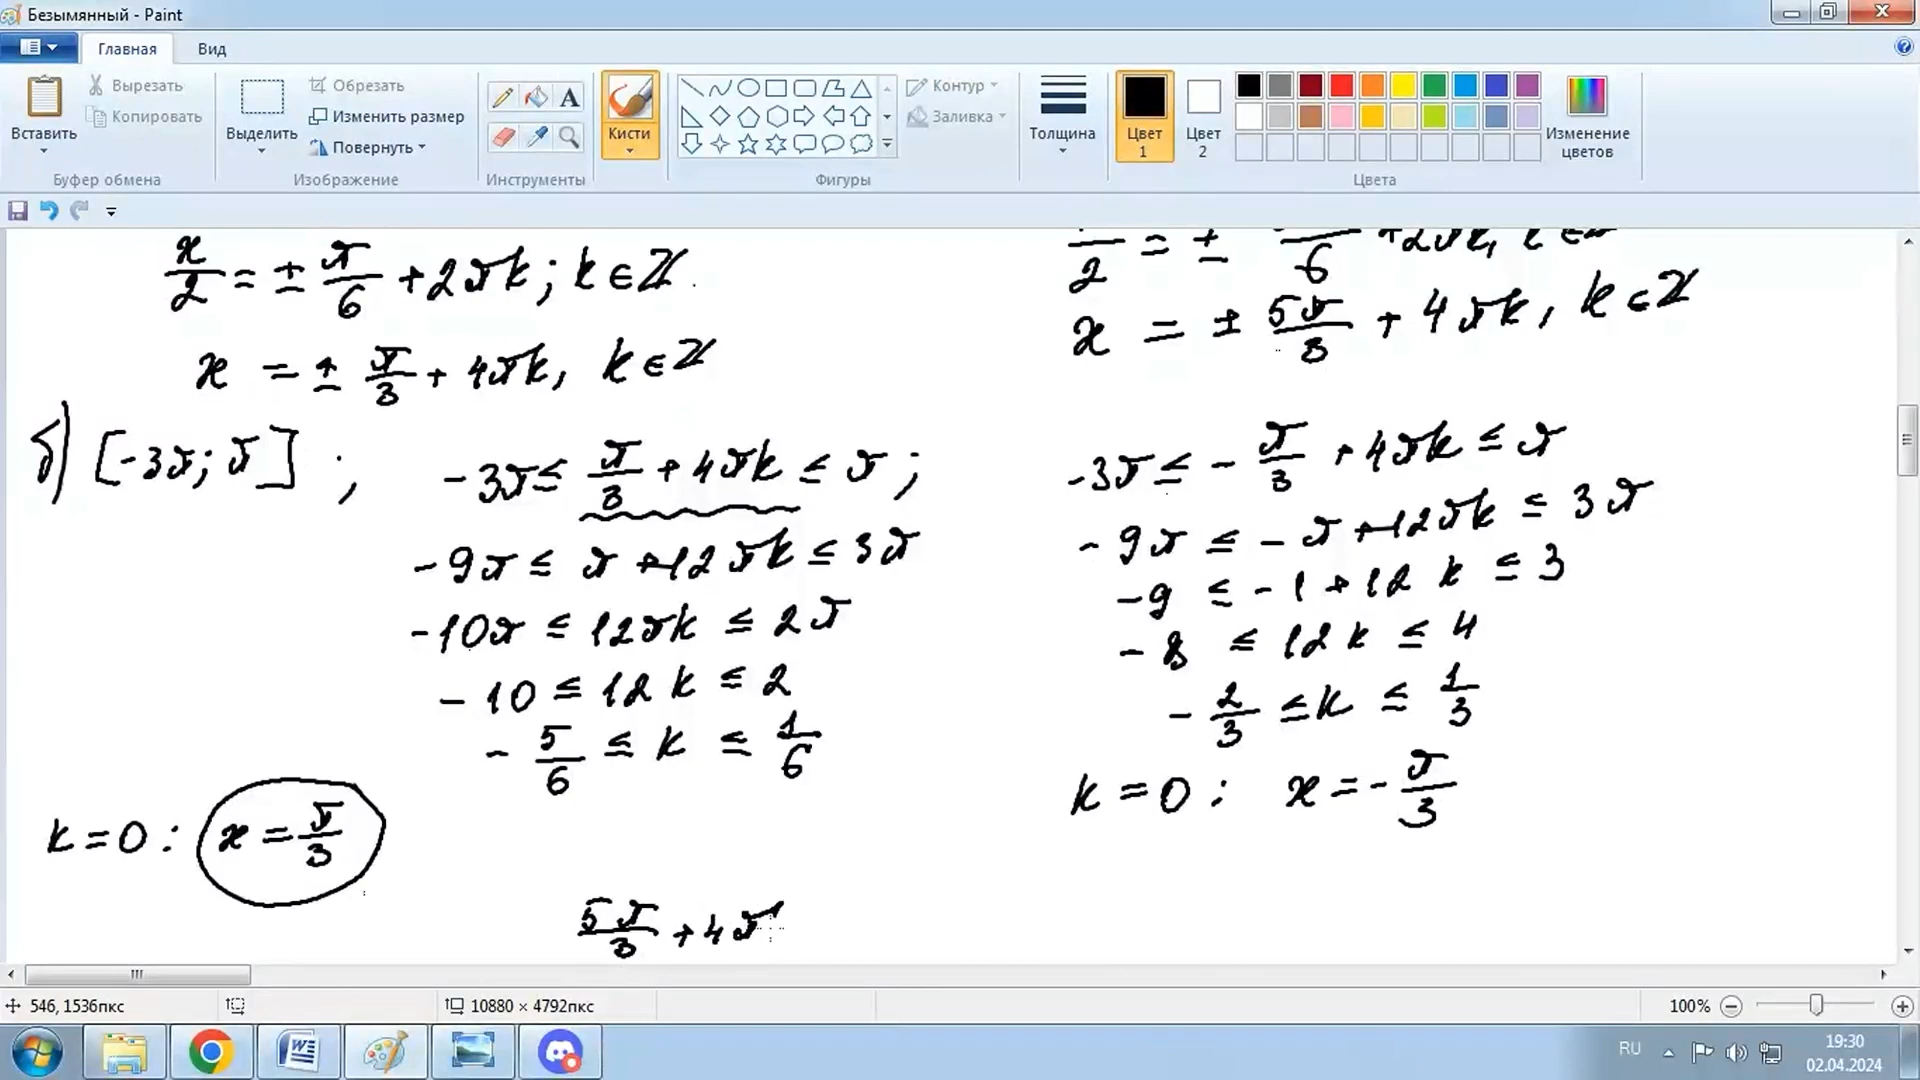 Безымянный - Paint
Главная
Вид
Вставить
Вырезать
Копировать
Буфер обмена
Выделить
Обрезать
Изменить размер
Повернуть
Изображение
A
Инструменты
Кисти
Контур
Заливка
Фигуры
Толщина
Цвет 1
Цвет 2
Изменение цветов
Цвета
x/2 = ± π/6 + 2πk; k ∈ ℤ
x = ± π/3 + 4πk, k ∈ ℤ
2 = ± 6 + 2πk, k ∈ ℤ
x = ± 5π/3 + 4πk, k ∈ ℤ
б) [-3π; π] ;
-3π ≤ π/3 + 4πk ≤ π ;
-9π ≤ π + 12πk ≤ 3π
-10π ≤ 12πk ≤ 2π
-10 ≤ 12k ≤ 2
- 5/6 ≤ k ≤ 1/6
k = 0 : x = π/3
-3π ≤ - π/3 + 4πk ≤ π
-9π ≤ -π + 12πk ≤ 3π
-9 ≤ -1 + 12k ≤ 3
-8 ≤ 12k ≤ 4
- 2/3 ≤ k ≤ 1/3
k = 0 : x = - π/3
5π/3 + 4π
546, 1536пкс
10880 × 4792пкс
100%
RU
19:30
02.04.2024